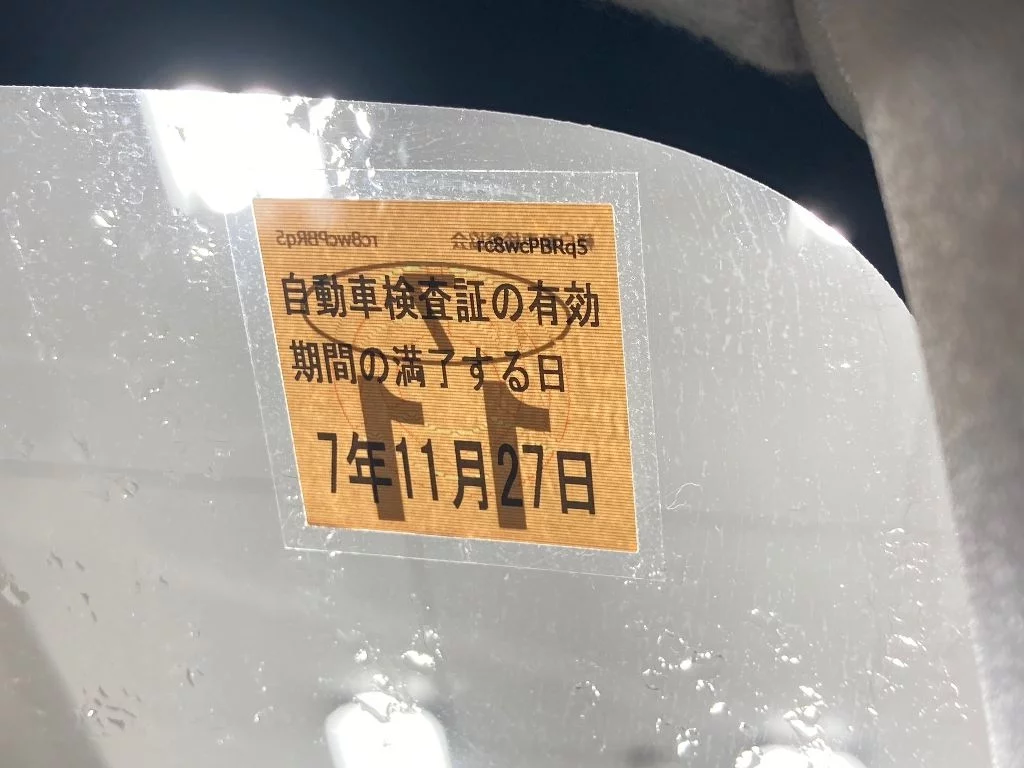 rc8wcPBRq5
自動車検査証の有効
期間の満了する日
7年11月27日